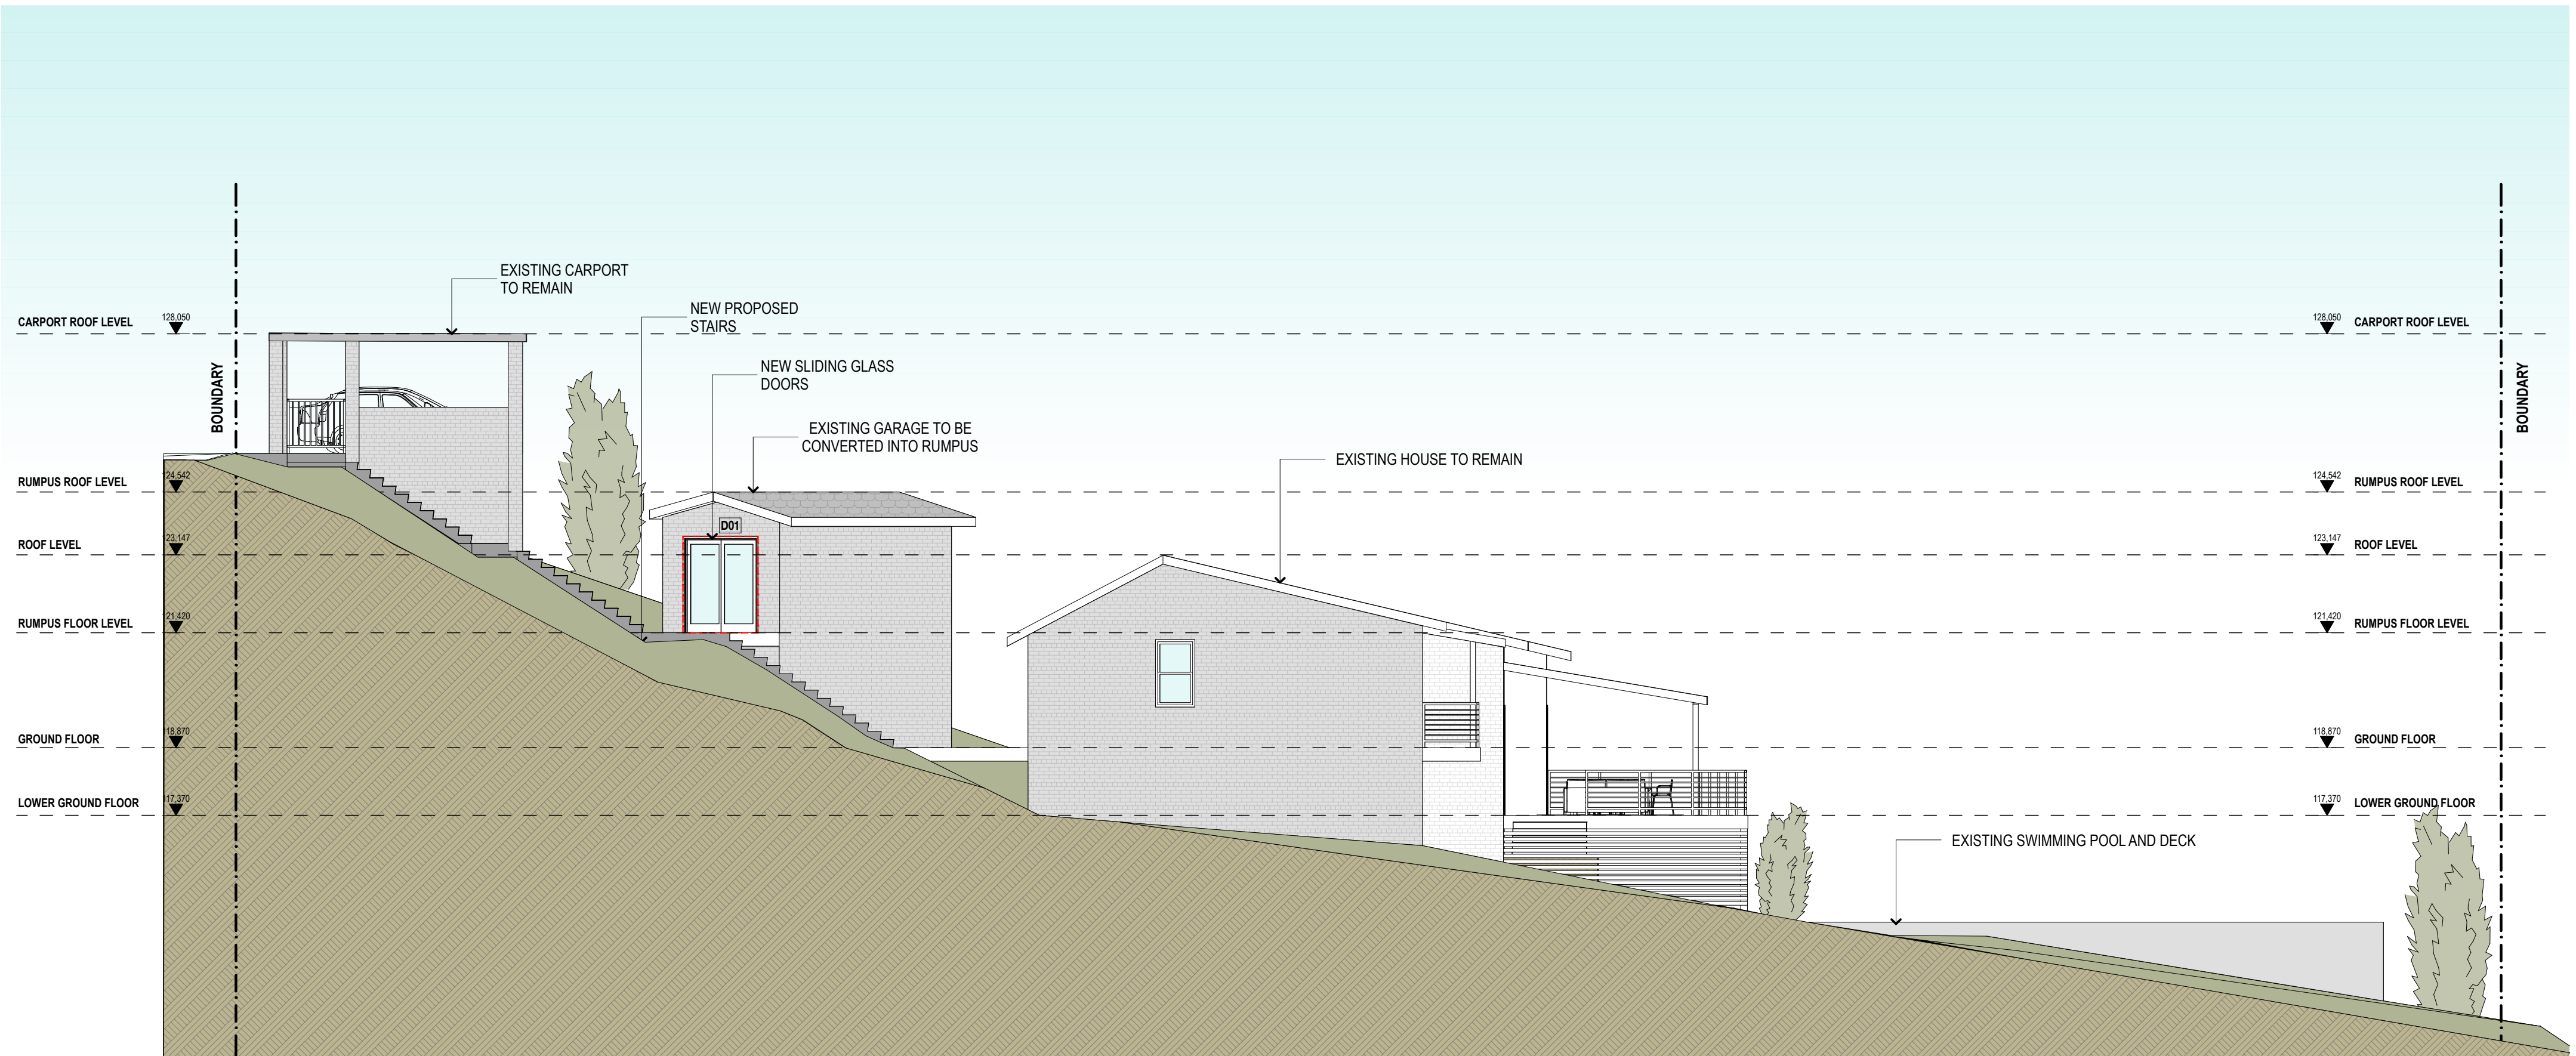 EXISTING CARPORT
TO REMAIN
NEW PROPOSED
STAIRS
CARPORT ROOF LEVEL
128,050
128,050
CARPORT ROOF LEVEL
BOUNDARY
BOUNDARY
NEW SLIDING GLASS
DOORS
EXISTING GARAGE TO BE
CONVERTED INTO RUMPUS
EXISTING HOUSE TO REMAIN
RUMPUS ROOF LEVEL
124,542
124,542
RUMPUS ROOF LEVEL
D01
ROOF LEVEL
123,147
123,147
ROOF LEVEL
RUMPUS FLOOR LEVEL
121,420
121,420
RUMPUS FLOOR LEVEL
GROUND FLOOR
118,870
118,870
GROUND FLOOR
LOWER GROUND FLOOR
117,370
117,370
LOWER GROUND FLOOR
EXISTING SWIMMING POOL AND DECK